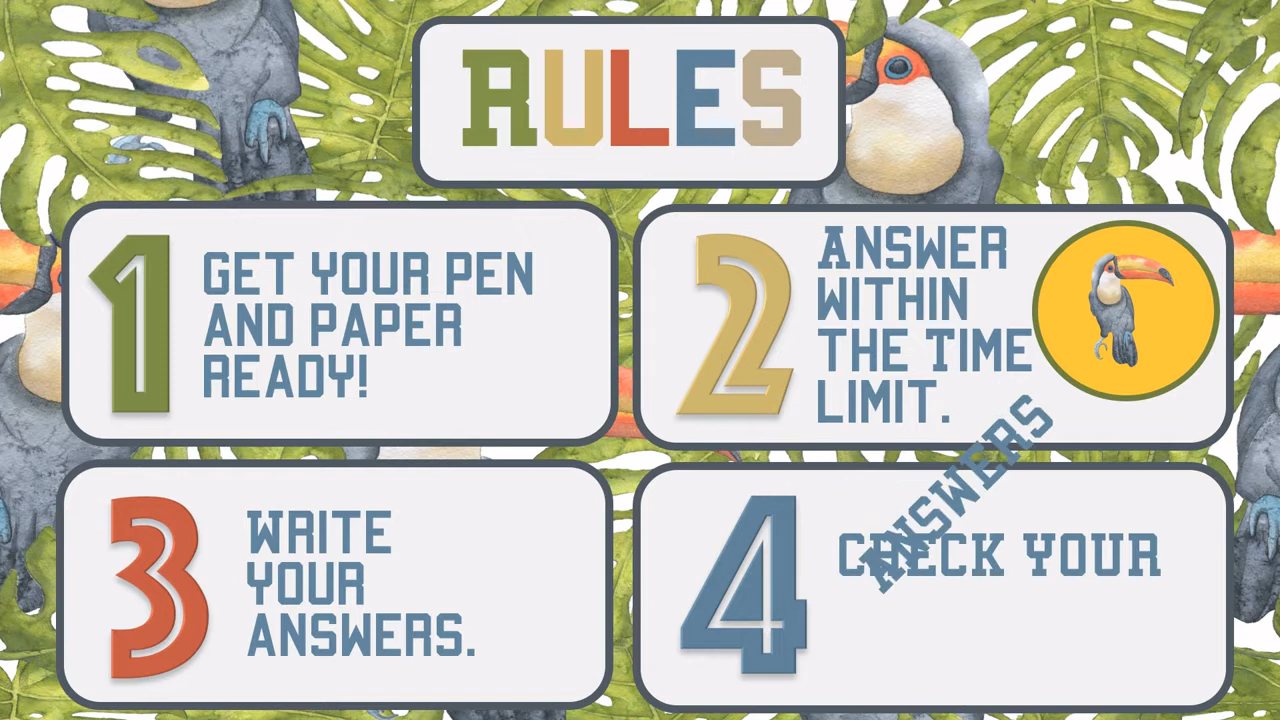 RULES
1
GET YOUR PEN
AND PAPER
READY!
2
ANSWER
WITHIN
THE TIME
LIMIT.
3
WRITE
YOUR
ANSWERS.
4
CHECK YOUR
ANSWERS